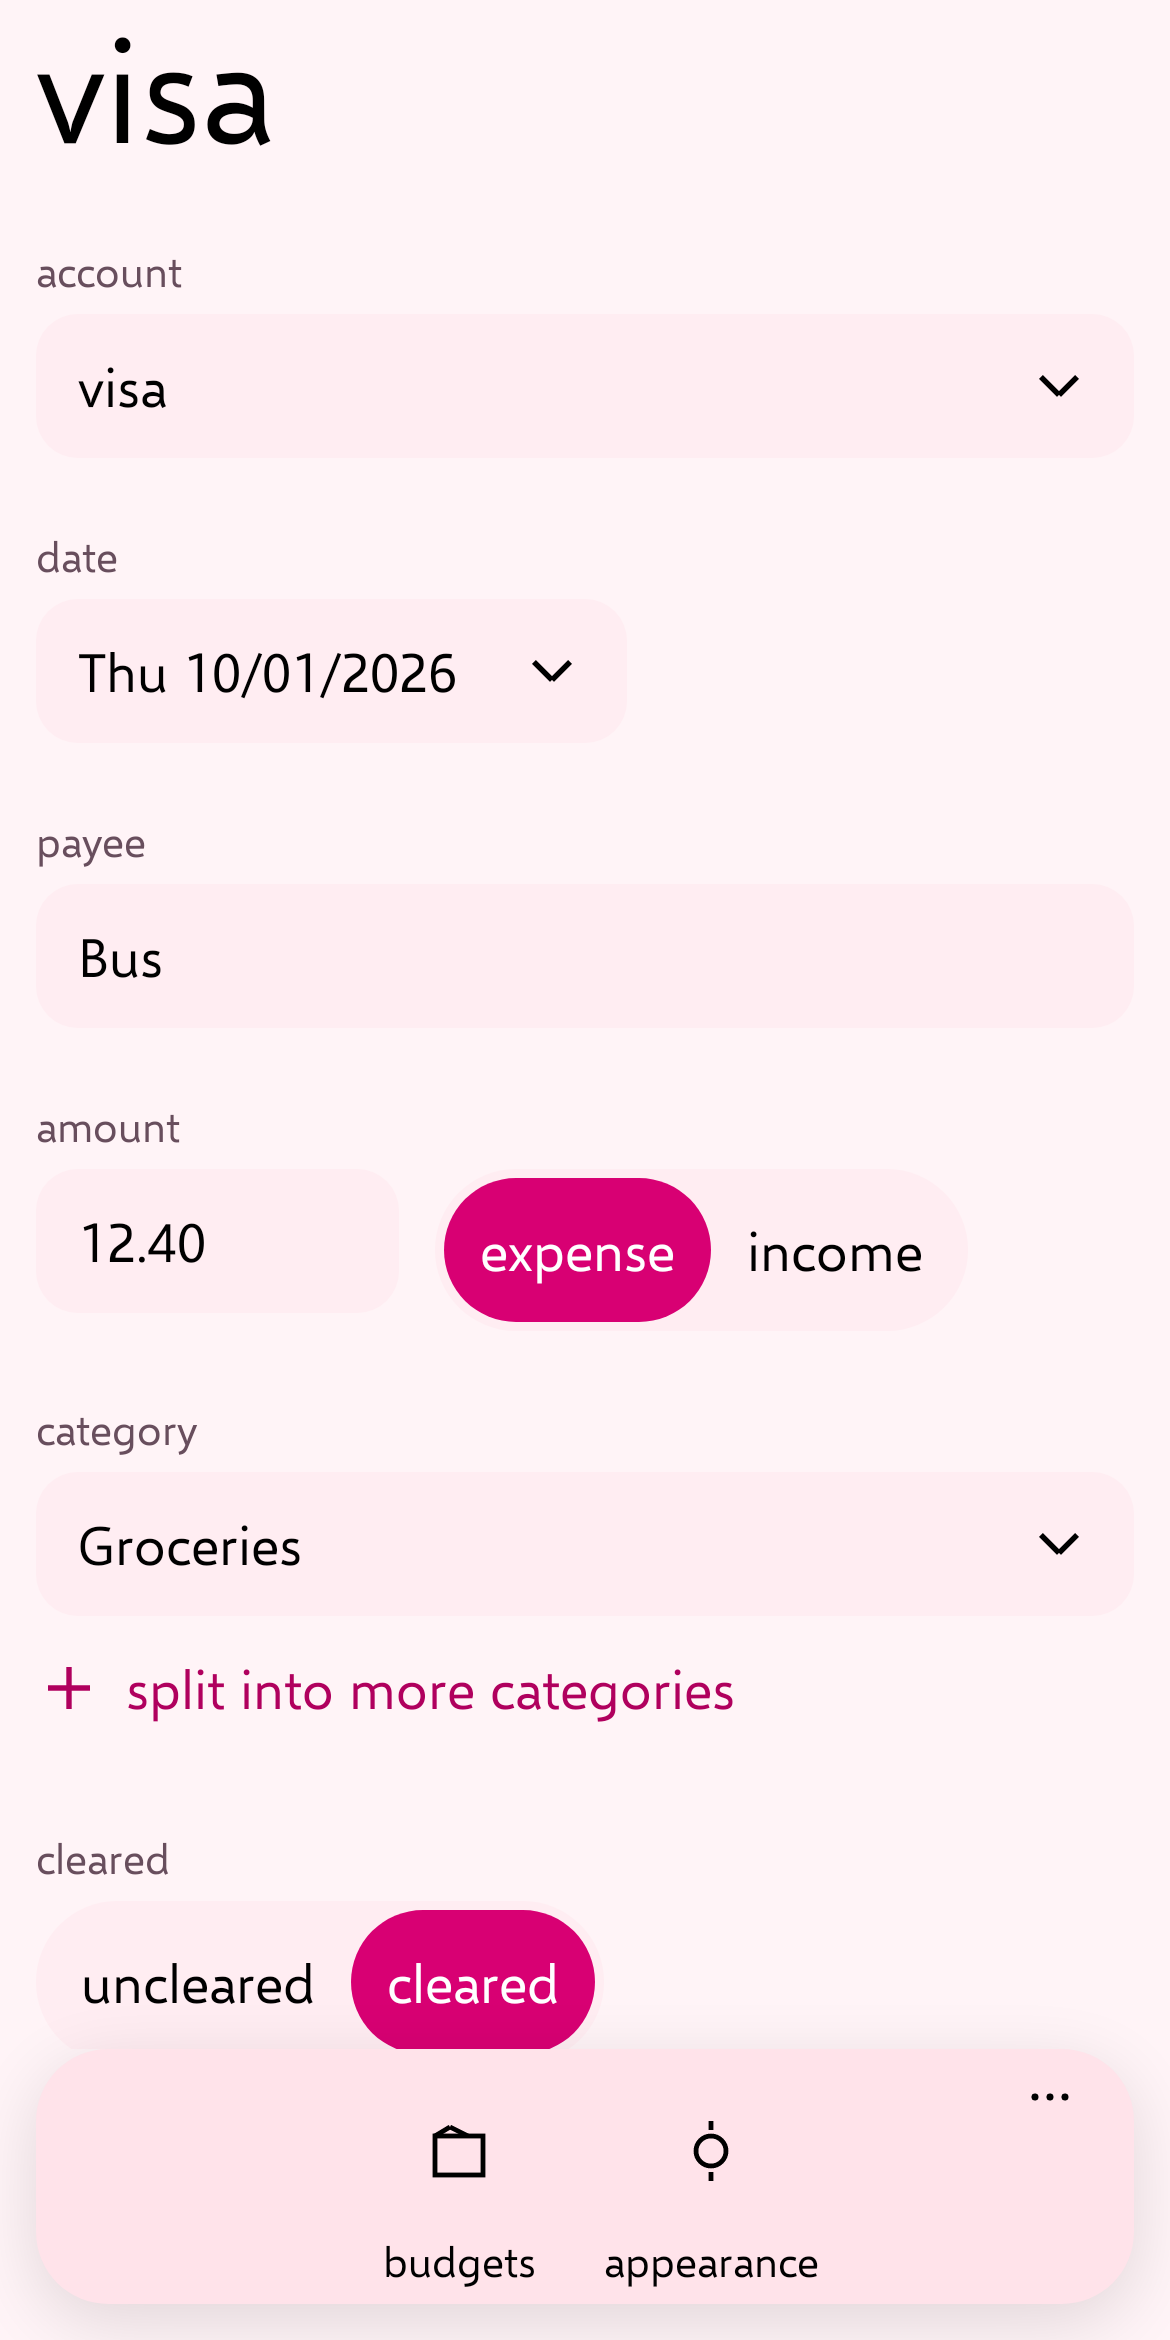 visa
account
visa
date
Thu 10/01/2026
payee
Bus
amount
12.40
expense income
category
Groceries
+ split into more categories
cleared
uncleared cleared
...
budgets appearance